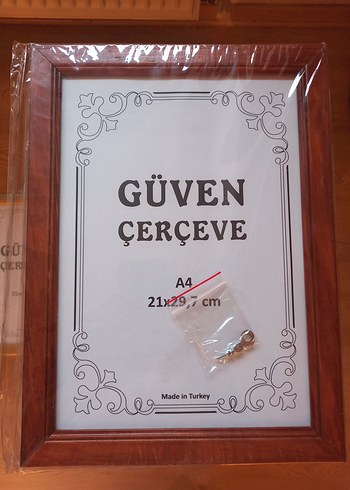 GÜVEN
ÇERÇEVE
A4
21x29,7 cm
Made in Turkey